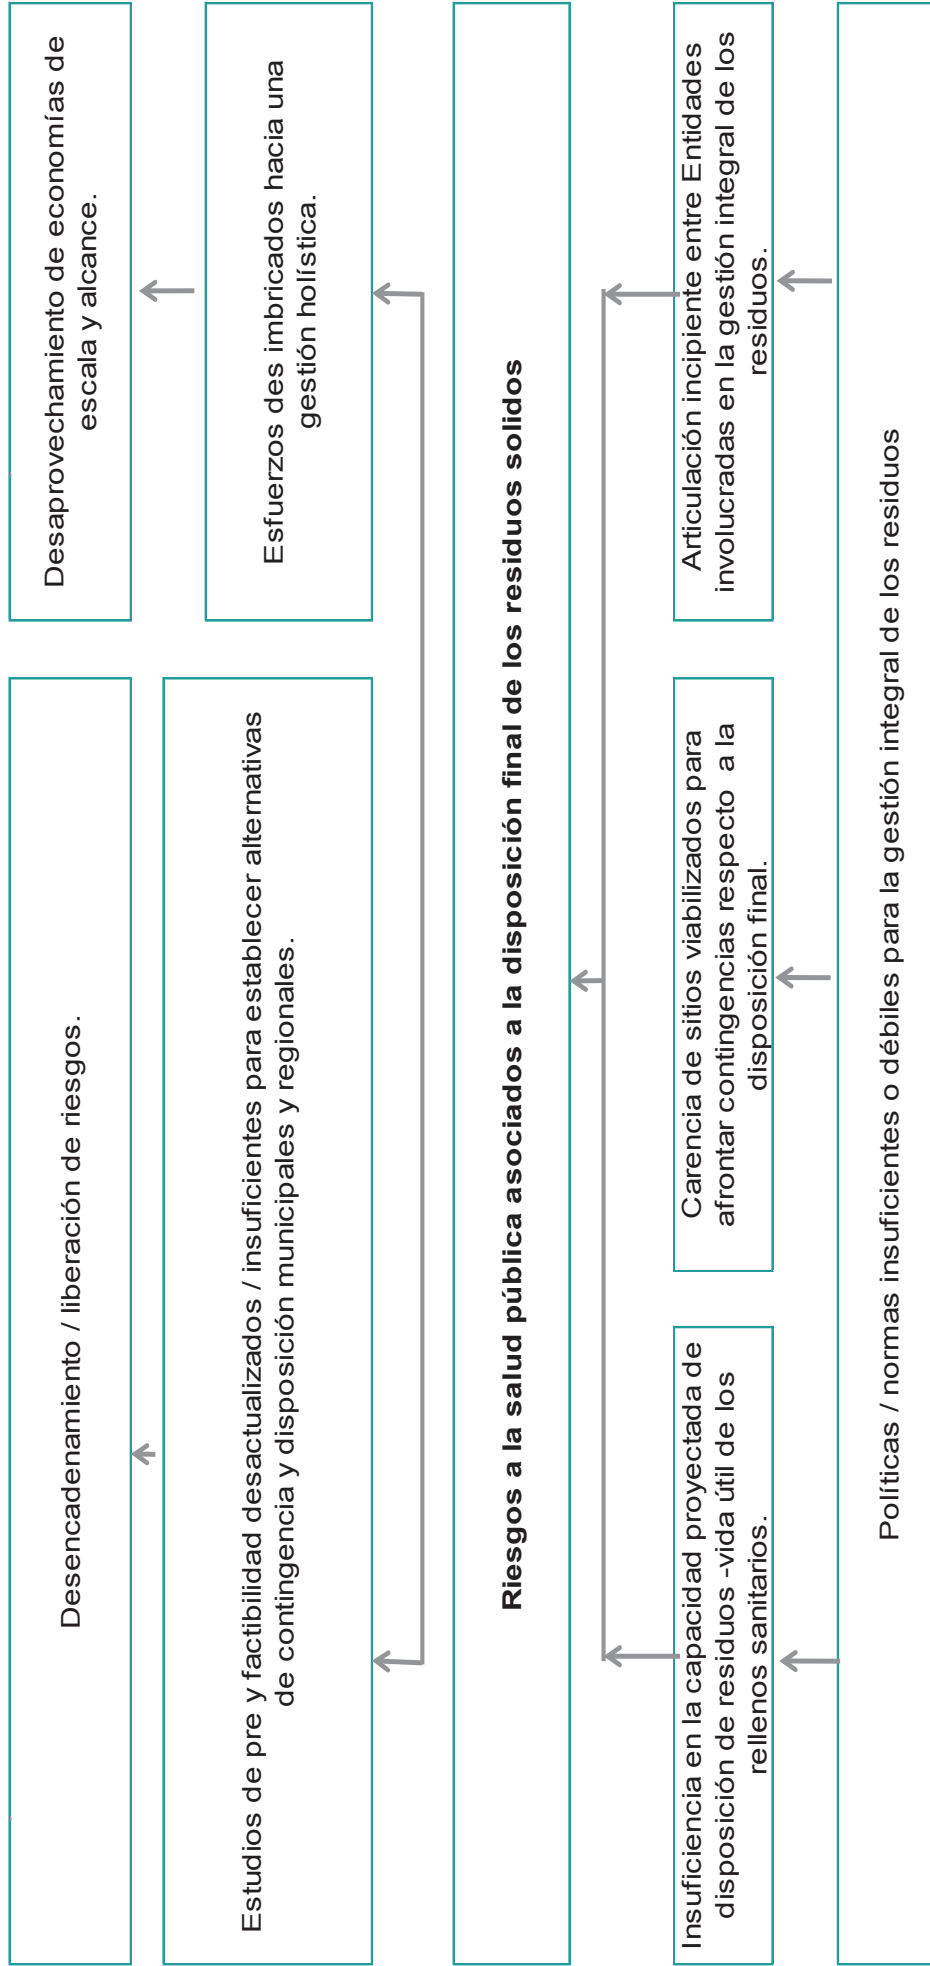 Desencadenamiento / liberación de riesgos.
Desaprovechamiento de economías de
escala y alcance.
Estudios de pre y factibilidad desactualizados / insuficientes para establecer alternativas
de contingencia y disposición municipales y regionales.
Esfuerzos des imbricados hacia una
gestión holística.
Riesgos a la salud pública asociados a la disposición final de los residuos solidos
Insuficiencia en la capacidad proyectada de
disposición de residuos -vida útil de los
rellenos sanitarios.
Carencia de sitios viabilizados para
afrontar contingencias respecto a la
disposición final.
Articulación incipiente entre Entidades
involucradas en la gestión integral de los
residuos.
Políticas / normas insuficientes o débiles para la gestión integral de los residuos